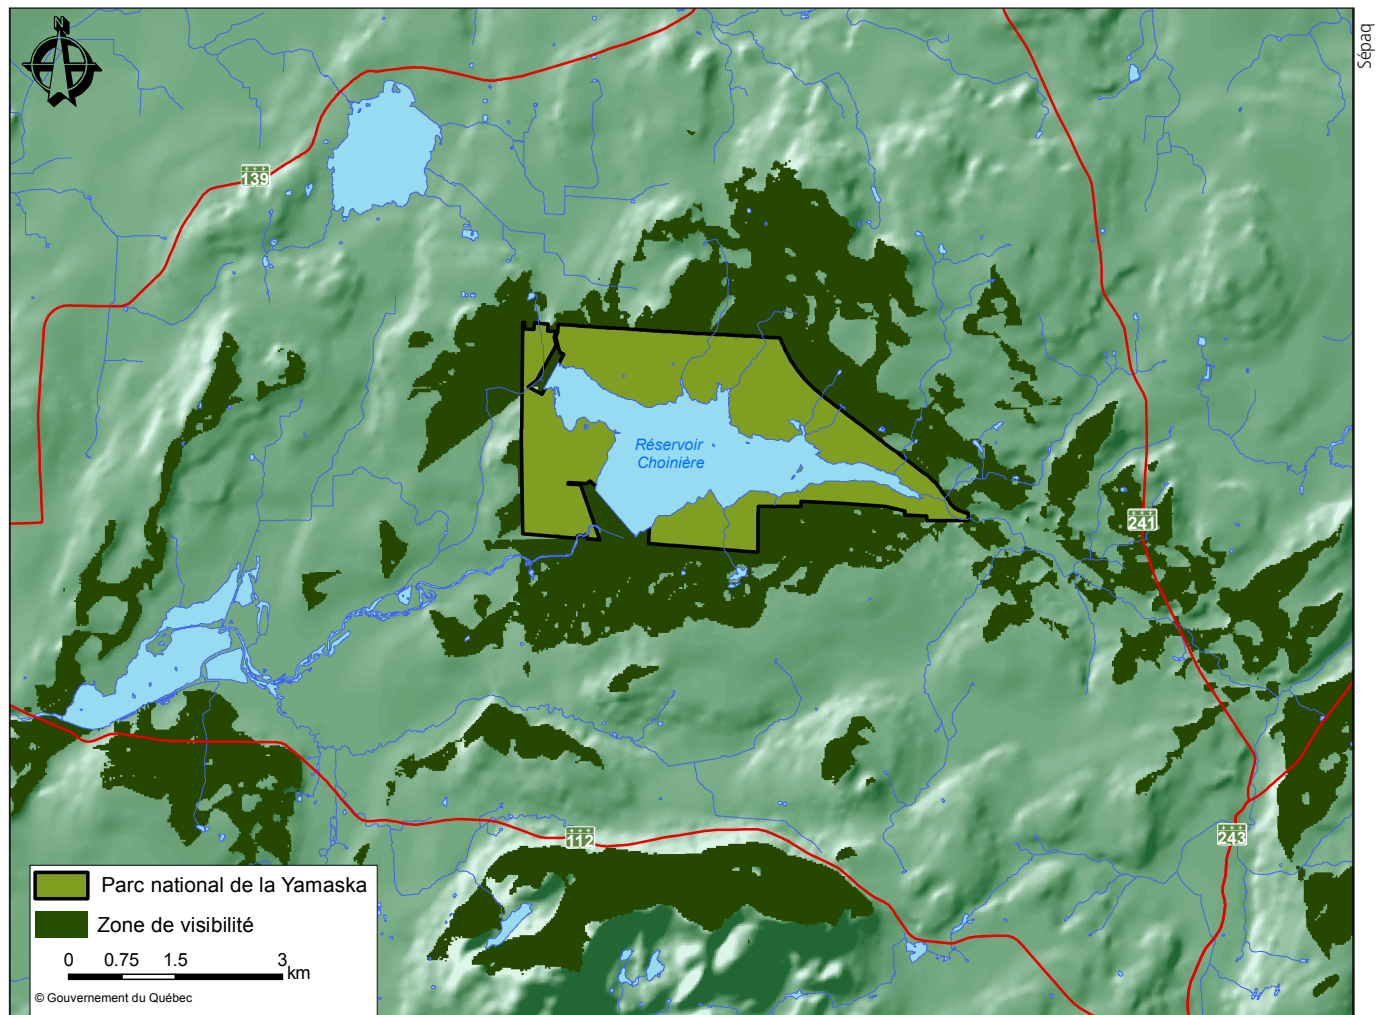 Sépaq
N
139
Réservoir
Choinière
241
112
243
Parc national de la Yamaska
Zone de visibilité
0 0.75 1.5 3
km
© Gouvernement du Québec